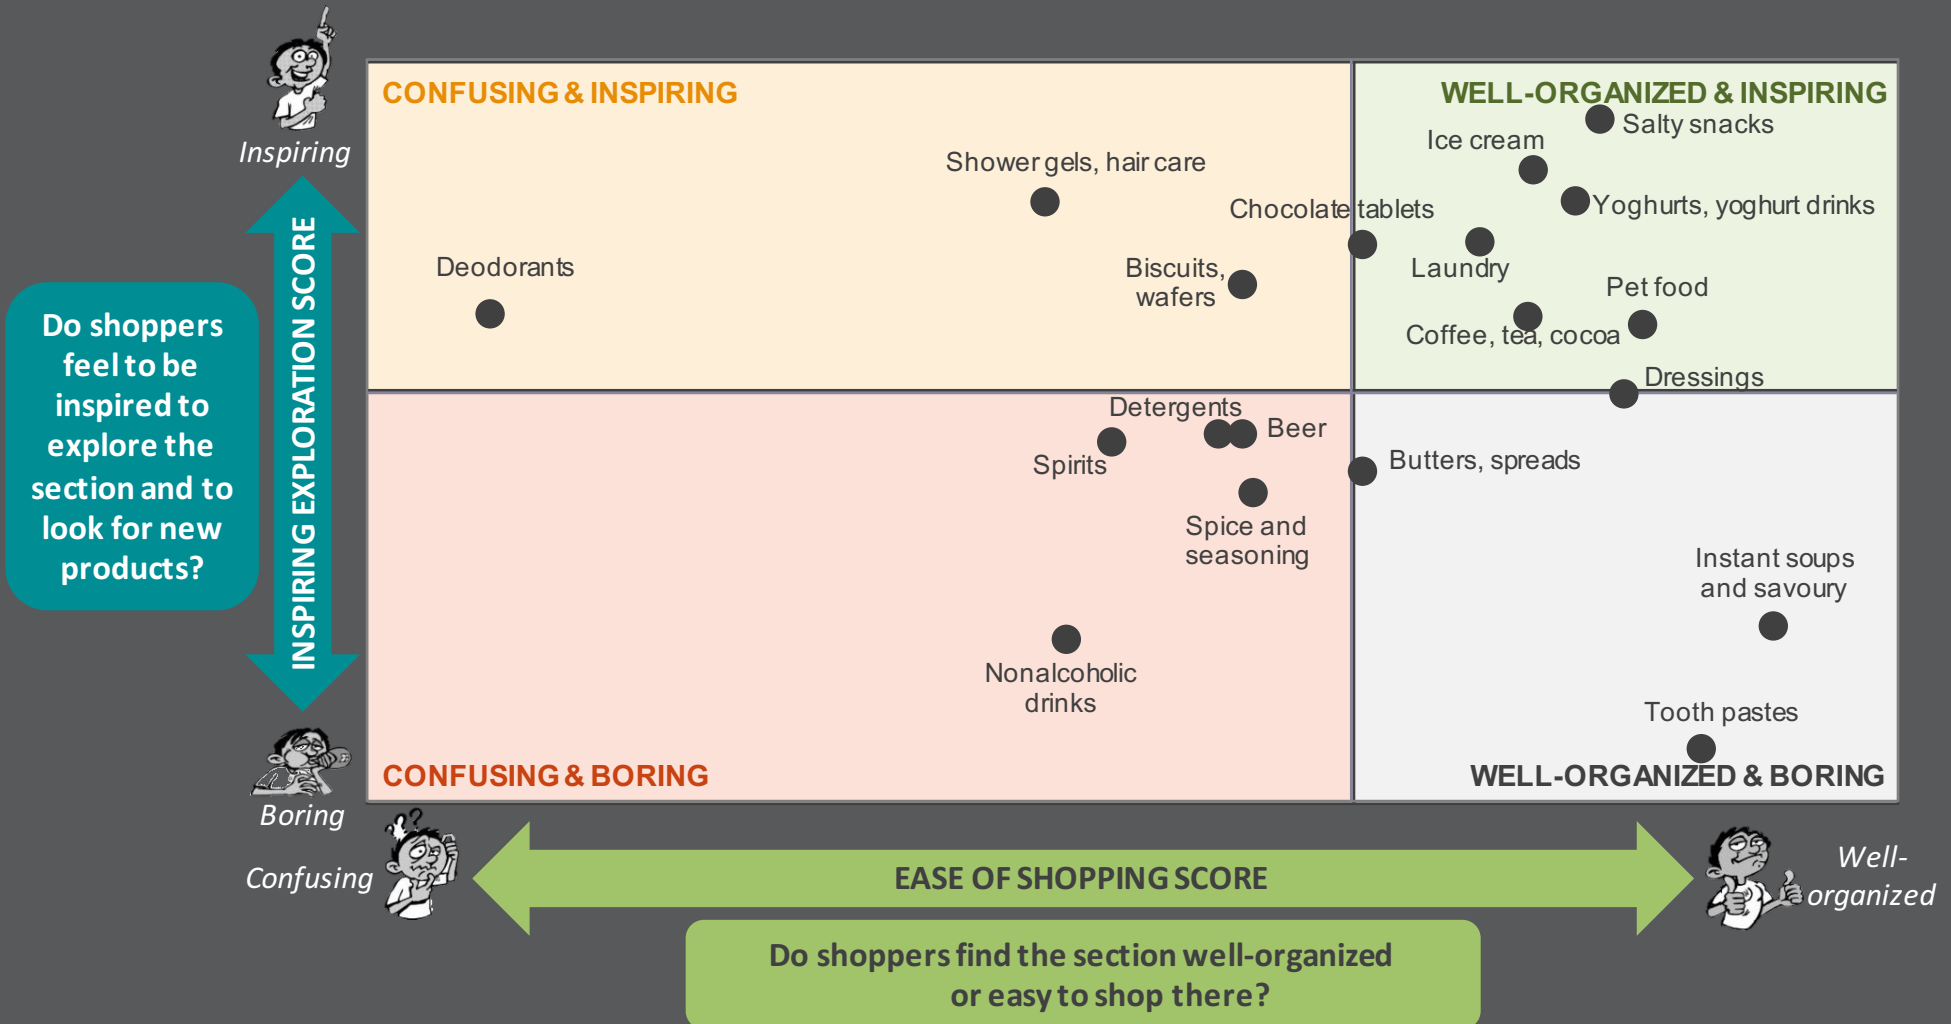 CONFUSING & INSPIRING
WELL-ORGANIZED & INSPIRING
Salty snacks
Ice cream
Inspiring
Shower gels, hair care
Yoghurts, yoghurt drinks
Chocolate tablets
Deodorants
Biscuits,
wafers
Laundry
Pet food
Coffee, tea, cocoa
Dressings
INSPIRING EXPLORATION SCORE
Do shoppers
feel to be
inspired to
explore the
section and to
look for new
products?
Detergents
Beer
Spirits
Butters, spreads
Spice and
seasoning
Instant soups
and savoury
Nonalcoholic
drinks
Tooth pastes
CONFUSING & BORING
WELL-ORGANIZED & BORING
Boring
??
Confusing
EASE OF SHOPPING SCORE
Well-
organized
Do shoppers find the section well-organized
or easy to shop there?